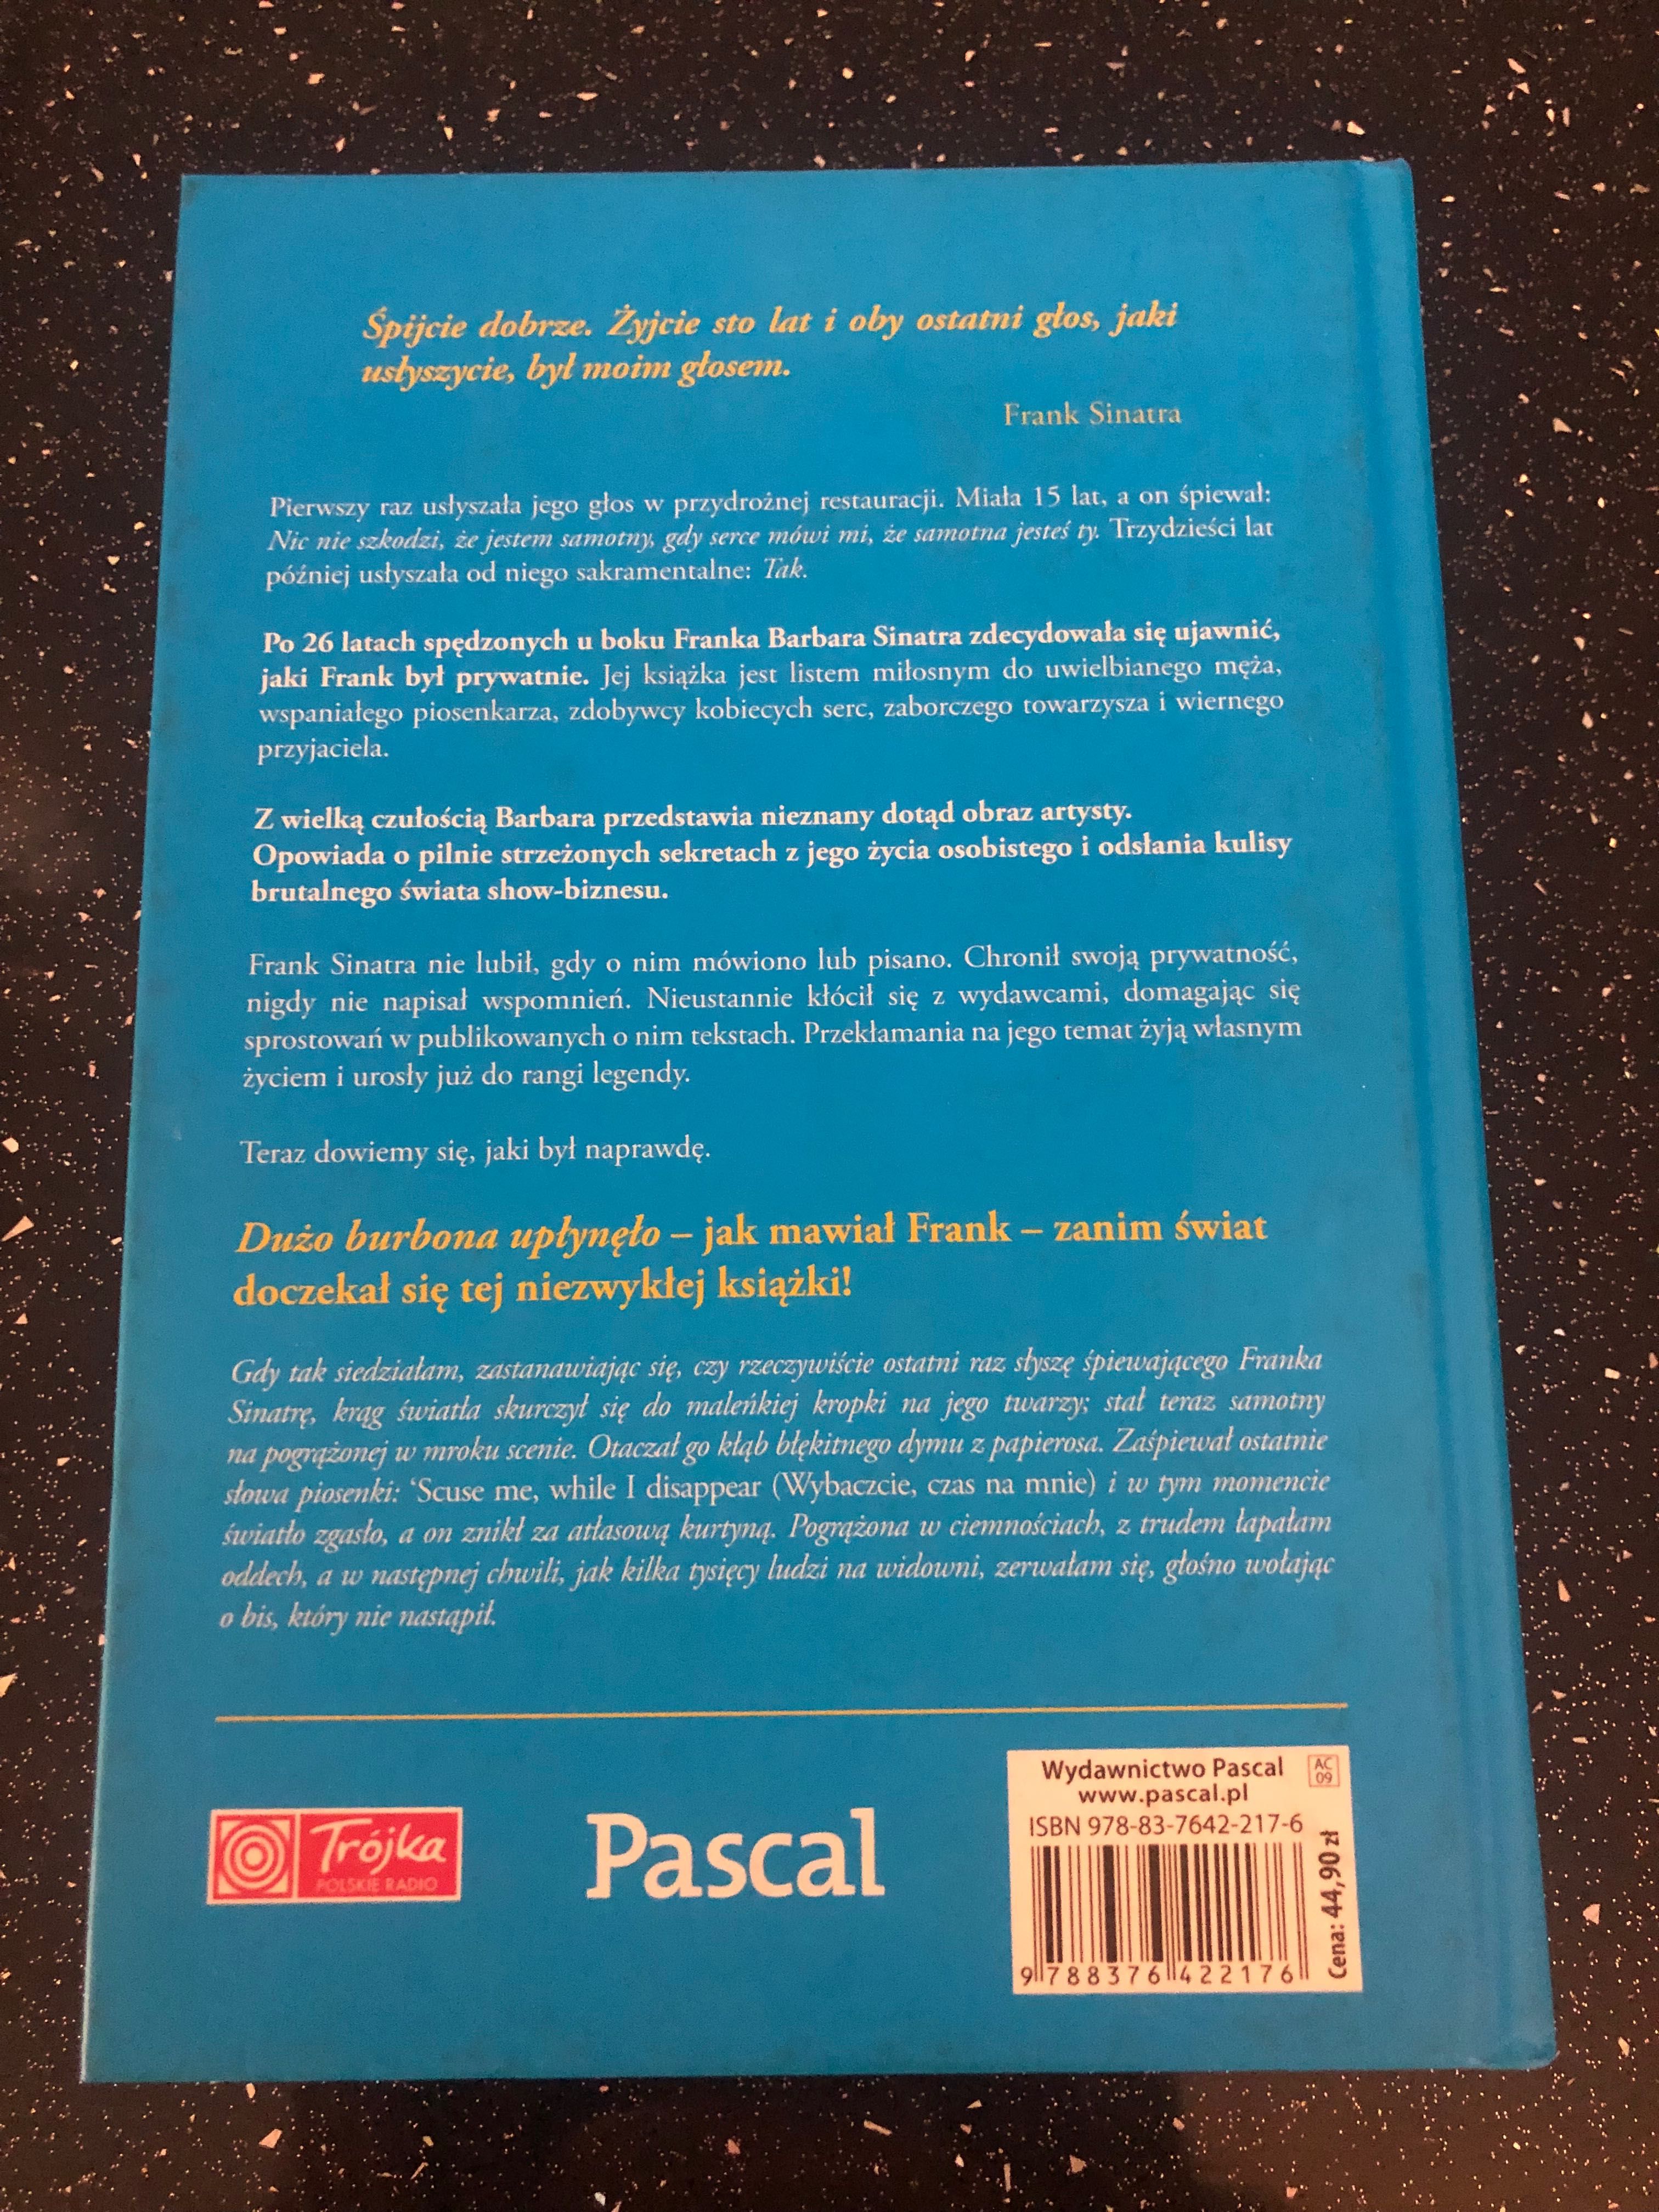 Śpijcie dobrze. Żyjcie sto lat i oby ostatni głos, jaki
usłyszycie, był moim głosem.
Frank Sinatra
Pierwszy raz usłyszała jego głos w przydrożnej restauracji. Miała 15 lat, a on śpiewał:
Nic nie szkodzi, że jestem samotny, gdy serce mówi mi, że samotna jesteś ty. Trzydzieści lat
później usłyszała od niego sakramentalne: Tak.
Po 26 latach spędzonych u boku Franka Barbara Sinatra zdecydowała się ujawnić,
jaki Frank był prywatnie. Jej książka jest listem miłosnym do uwielbianego męża,
wspaniałego piosenkarza, zdobywcy kobiecych serc, zaborczego towarzysza i wiernego
przyjaciela.
Z wielką czułością Barbara przedstawia nieznany dotąd obraz artysty.
Opowiada o pilnie strzeżonych sekretach z jego życia osobistego i odsłania kulisy
brutalnego świata show-biznesu.
Frank Sinatra nie lubił, gdy o nim mówiono lub pisano. Chronił swoją prywatność,
nigdy nie napisał wspomnień. Nieustannie kłócił się z wydawcami, domagając się
sprostowań w publikowanych o nim tekstach. Przekłamania na jego temat żyją własnym
życiem i urosły już do rangi legendy.
Teraz dowiemy się, jaki był naprawdę.
Dużo burbona upłynęło – jak mawiał Frank – zanim świat
doczekał się tej niezwykłej książki!
Gdy tak siedziałam, zastanawiając się, czy rzeczywiście ostatni raz słyszę śpiewającego Franka
Sinatrę, krąg światła skurczył się do maleńkiej kropki na jego twarzy; stał teraz samotny
na pogrążonej w mroku scenie. Otaczał go kłąb błękitnego dymu z papierosa. Zaśpiewał ostatnie
słowa piosenki: ‘Scuse me, while I disappear (Wybaczcie, czas na mnie) i w tym momencie
światło zgasło, a on znikł za atłasową kurtyną. Pogrążona w ciemnościach, z trudem łapałam
oddech, a w następnej chwili, jak kilka tysięcy ludzi na widowni, zerwałam się, głośno wołając
o bis, który nie nastąpił.
Trójka
POLSKIE RADIO
Pascal
Wydawnictwo Pascal
www.pascal.pl
AC
09
ISBN 978-83-7642-217-6
9 788376 422176
Cena: 44,90 zł